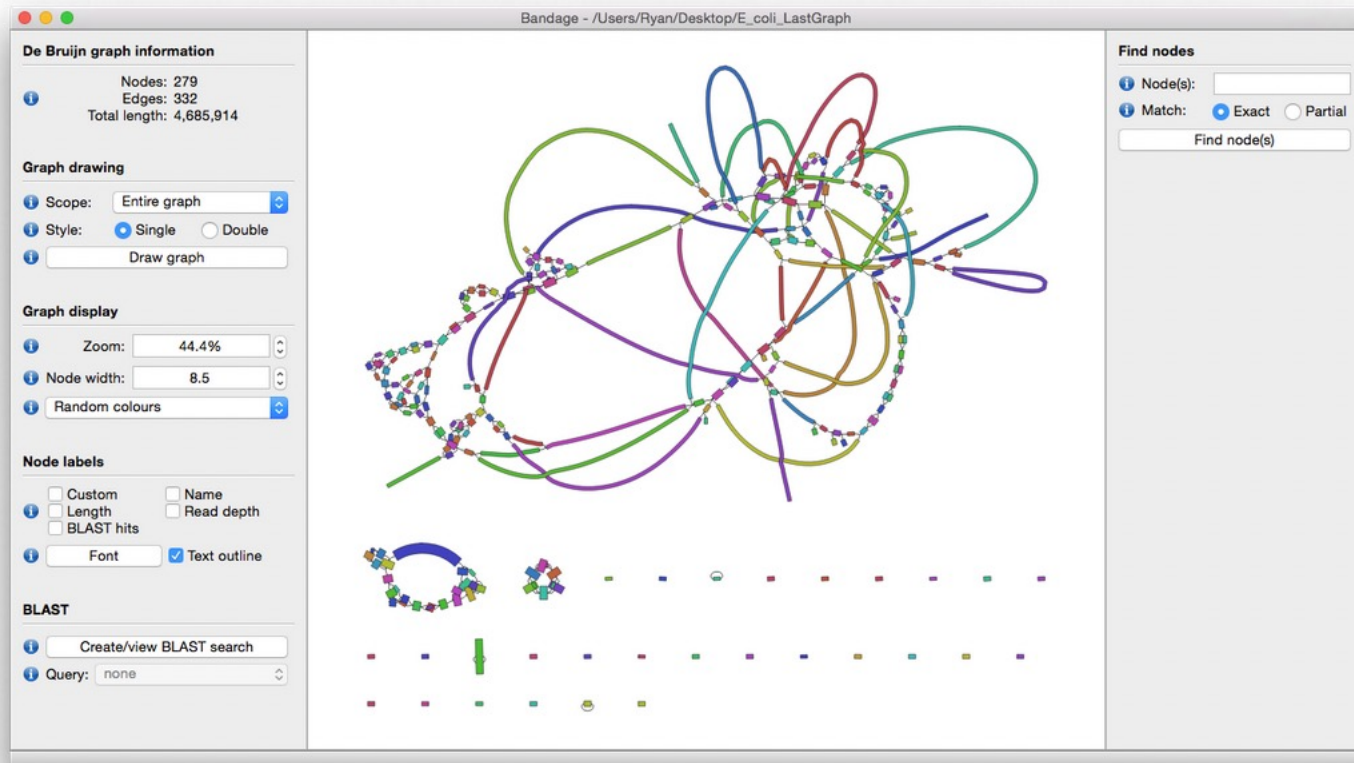 Bandage - /Users/Ryan/Desktop/E_coli_LastGraph
De Bruijn graph information
Nodes: 279
Edges: 332
Total length: 4,685,914
Graph drawing
Scope: Entire graph
Style: Single Double
Draw graph
Graph display
Zoom: 44.4%
Node width: 8.5
Random colours
Node labels
Custom Name
Length Read depth
BLAST hits
Font Text outline
BLAST
Create/view BLAST search
Query: none
Find nodes
Node(s):
Match: Exact Partial
Find node(s)